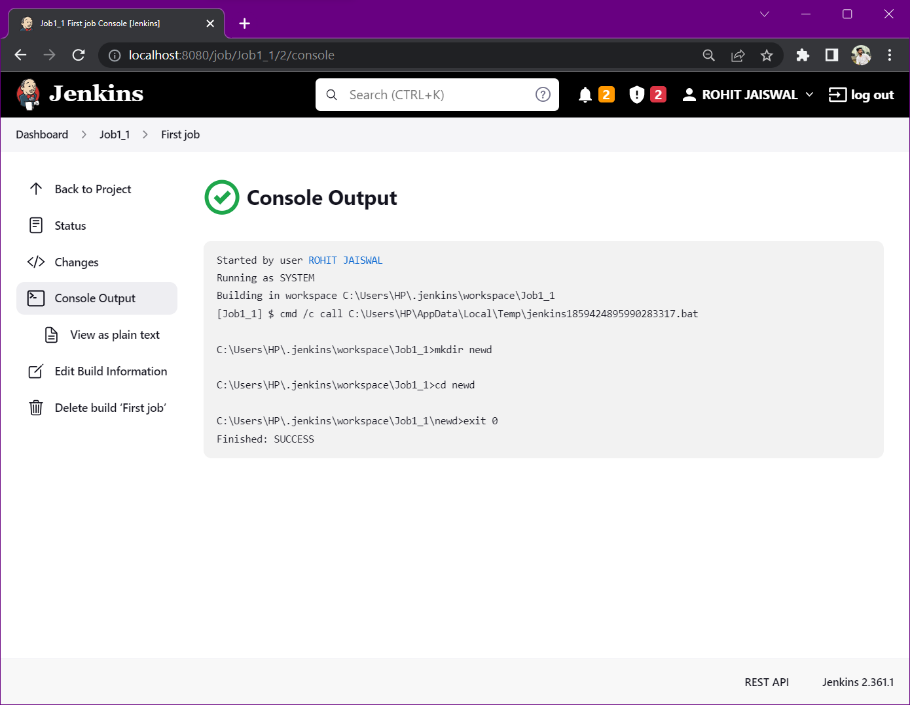 Job1_1 First job Console [Jenkins]
localhost:8080/job/Job1_1/2/console
Jenkins
Search (CTRL+K)
?
2
2
ROHIT JAISWAL
log out
Dashboard
Job1_1
First job
Back to Project
Status
Changes
Console Output
View as plain text
Edit Build Information
Delete build ‘First job’
Console Output
Started by user ROHIT JAISWAL
Running as SYSTEM
Building in workspace C:\Users\HP\.jenkins\workspace\Job1_1
[Job1_1] $ cmd /c call C:\Users\HP\AppData\Local\Temp\jenkins1859424895990283317.bat
C:\Users\HP\.jenkins\workspace\Job1_1>mkdir newd
C:\Users\HP\.jenkins\workspace\Job1_1>cd newd
C:\Users\HP\.jenkins\workspace\Job1_1\newd>exit 0
Finished: SUCCESS
REST API
Jenkins 2.361.1